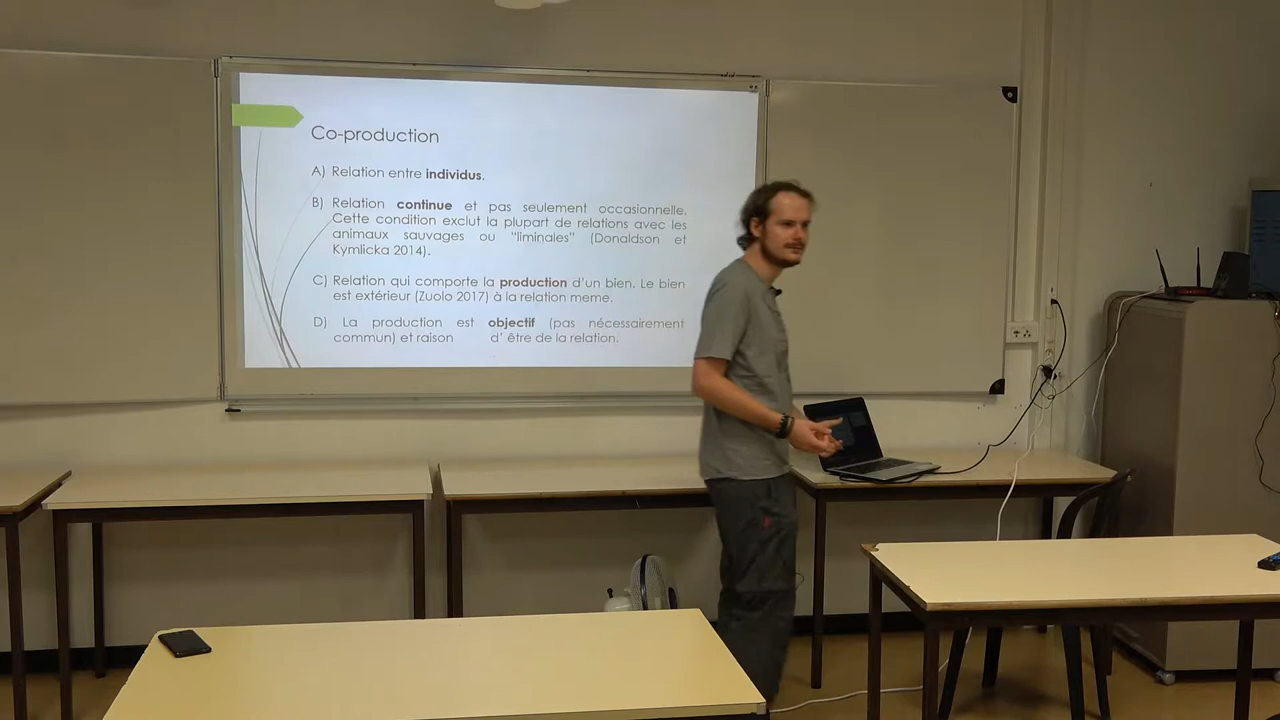 Co-production
A) Relation entre individus.
B) Relation continue et pas seulement occasionnelle.
Cette condition exclut la plupart de relations avec les
animaux sauvages ou "liminales" (Donaldson et
Kymlicka 2014).
C) Relation qui comporte la production d'un bien. Le bien
est extérieur (Zuolo 2017) à la relation meme.
D) La production est objectif (pas nécessairement
commun) et raison d' être de la relation.